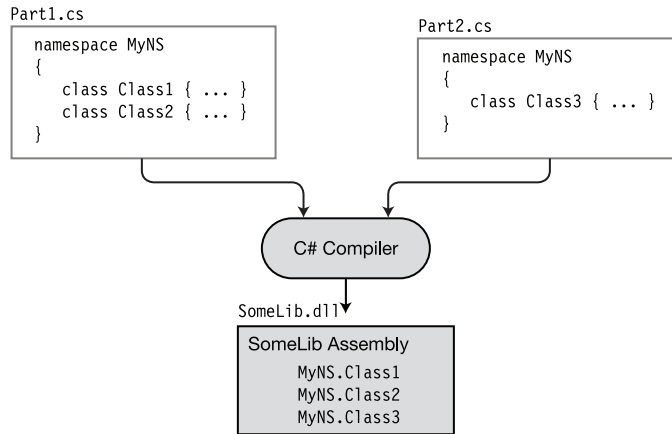 Part1.cs
namespace MyNS
{
class Class1 { ... }
class Class2 { ... }
}
Part2.cs
namespace MyNS
{
class Class3 { ... }
}
C# Compiler
SomeLib.dll
SomeLib Assembly
MyNS.Class1
MyNS.Class2
MyNS.Class3